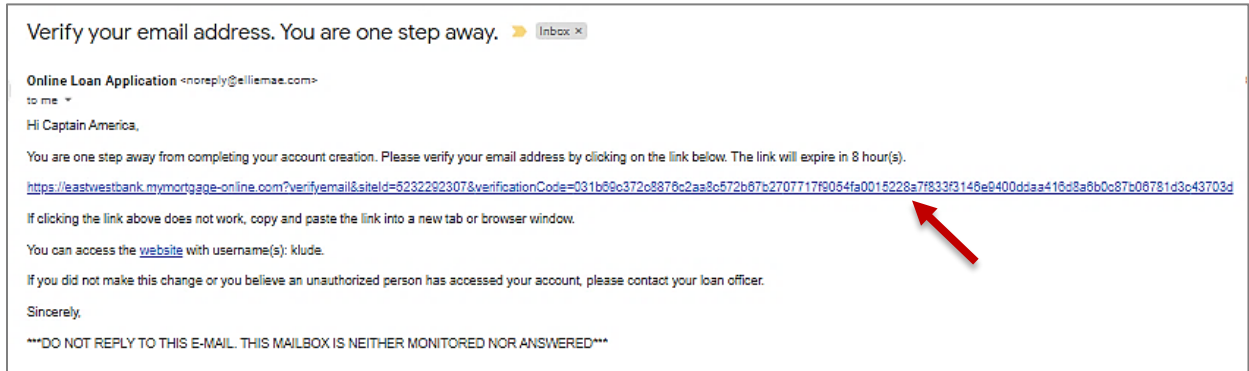 Verify your email address. You are one step away. Inbox ×
Online Loan Application <noreply@elliemae.com>
to me
Hi Captain America,
You are one step away from completing your account creation. Please verify your email address by clicking on the link below. The link will expire in 8 hour(s).
https://eastwestbank.mymortgage-online.com?verifyemail&siteId=5232292307&verificationCode=031b69c372c8876c2aa8c572b67b2707717f9054fa0015228a7f833f3146e9400ddaa416d8a6b0c87b06781d3c43703d
If clicking the link above does not work, copy and paste the link into a new tab or browser window.
You can access the website with username(s): klude.
If you did not make this change or you believe an unauthorized person has accessed your account, please contact your loan officer.
Sincerely,
***DO NOT REPLY TO THIS E-MAIL. THIS MAILBOX IS NEITHER MONITORED NOR ANSWERED***